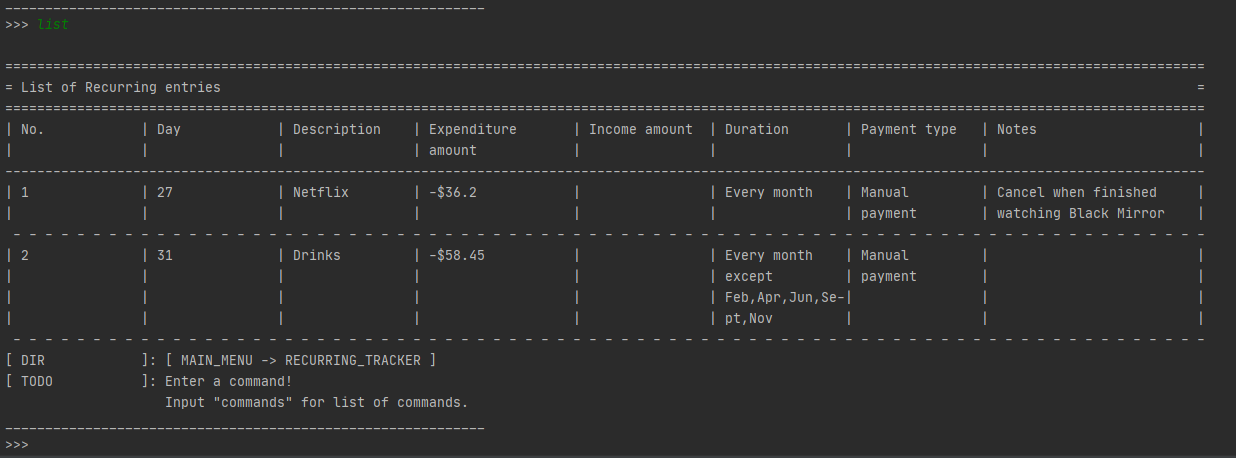 ------------------------------------------------------------
>>> list
======================================================================================================================================================
= List of Recurring entries                                                                                                                          =
======================================================================================================================================================
| No.            | Day            | Description    | Expenditure       | Income amount  | Duration       | Payment type   | Notes                    |
|                |                |                | amount            |                |                |                |                          |
------------------------------------------------------------------------------------------------------------------------------------------------------
| 1              | 27             | Netflix        | -$36.2            |                | Every month    | Manual         | Cancel when finished     |
|                |                |                |                   |                |                | payment        | watching Black Mirror    |
 - - - - - - - - - - - - - - - - - - - - - - - - - - - - - - - - - - - - - - - - - - - - - - - - - - - - - - - - - - - - - - - - - - - - - - - - - - -
| 2              | 31             | Drinks         | -$58.45           |                | Every month    | Manual         |                          |
|                |                |                |                   |                | except         | payment        |                          |
|                |                |                |                   |                | Feb,Apr,Jun,Se-|                |                          |
|                |                |                |                   |                | pt,Nov         |                |                          |
 - - - - - - - - - - - - - - - - - - - - - - - - - - - - - - - - - - - - - - - - - - - - - - - - - - - - - - - - - - - - - - - - - - - - - - - - - - -
[ DIR            ]: [ MAIN_MENU -> RECURRING_TRACKER ]
[ TODO           ]: Enter a command!
                    Input "commands" for list of commands.
------------------------------------------------------------
>>>